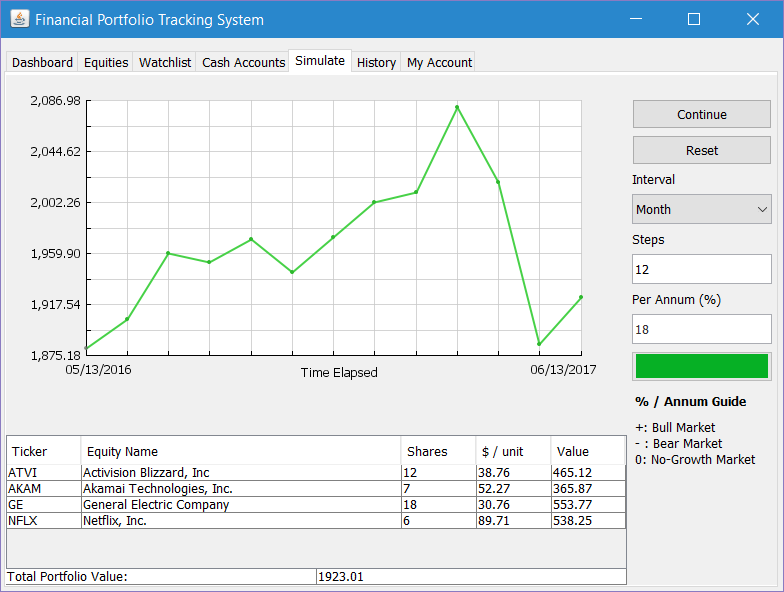 Financial Portfolio Tracking System
Dashboard Equities Watchlist Cash Accounts Simulate History My Account
2,086.98
2,044.62
2,002.26
1,959.90
1,917.54
1,875.18
05/13/2016 06/13/2017
Time Elapsed
Continue
Reset
Interval
Month
Steps
12
Per Annum (%)
18
% / Annum Guide
+: Bull Market
- : Bear Market
0: No-Growth Market
Ticker Equity Name Shares $ / unit Value
ATVI Activision Blizzard, Inc 12 38.76 465.12
AKAM Akamai Technologies, Inc. 7 52.27 365.87
GE General Electric Company 18 30.76 553.77
NFLX Netflix, Inc. 6 89.71 538.25
Total Portfolio Value: 1923.01